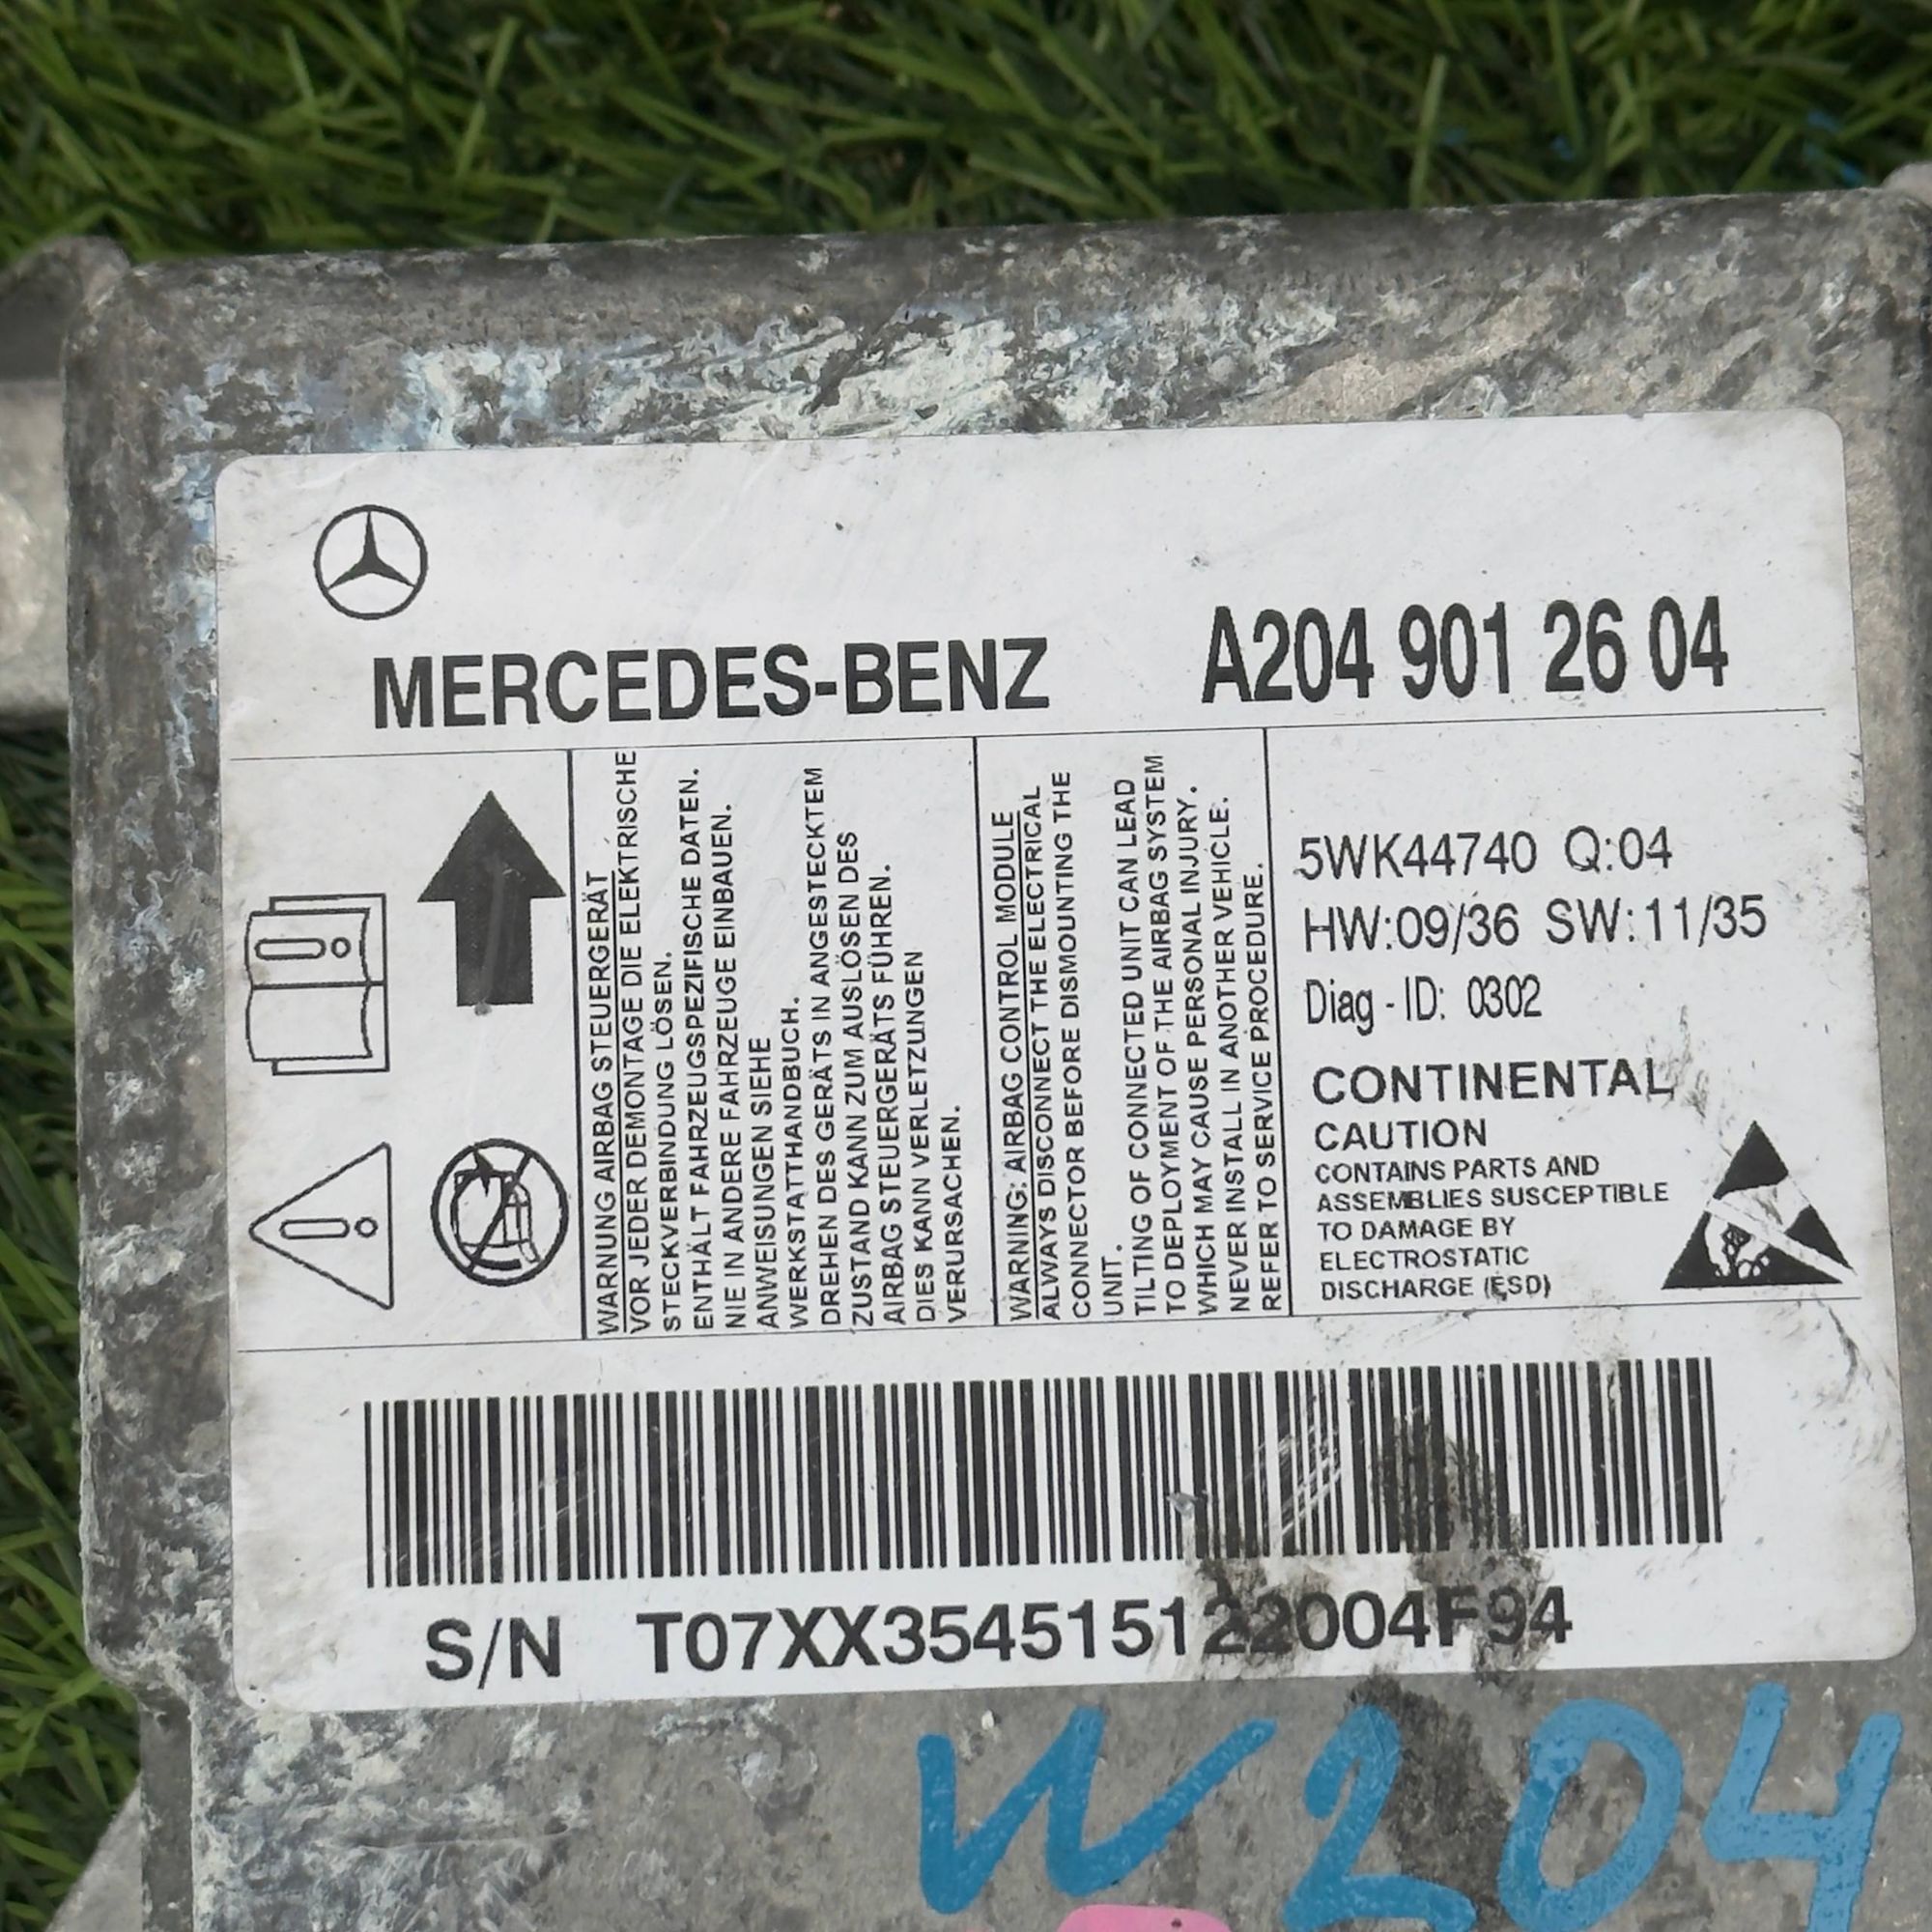 MERCEDES-BENZ
A204 901 26 04
WARNUNG AIRBAG STEUERGERÄT
VOR JEDER DEMONTAGE DIE ELEKTRISCHE
STECKVERBINDUNG LÖSEN.
ENTHÄLT FAHRZEUGSPEZIFISCHE DATEN.
NIE IN ANDERE FAHRZEUGE EINBAUEN.
ANWEISUNGEN SIEHE
WERKSTATTHANDBUCH.
DREHEN DES GERÄTS IN ANGESTECKTEM
ZUSTAND KANN ZUM AUSLÖSEN DES
AIRBAG STEUERGERÄTS FÜHREN.
DIES KANN VERLETZUNGEN
VERURSACHEN.
WARNING: AIRBAG CONTROL MODULE
ALWAYS DISCONNECT THE ELECTRICAL
CONNECTOR BEFORE DISMOUNTING THE
UNIT.
TILTING OF CONNECTED UNIT CAN LEAD
TO DEPLOYMENT OF THE AIRBAG SYSTEM
WHICH MAY CAUSE PERSONAL INJURY.
NEVER INSTALL IN ANOTHER VEHICLE.
REFER TO SERVICE PROCEDURE.
5WK44740 Q:04
HW:09/36 SW:11/35
Diag - ID: 0302
CONTINENTAL
CAUTION
CONTAINS PARTS AND
ASSEMBLIES SUSCEPTIBLE
TO DAMAGE BY
ELECTROSTATIC
DISCHARGE (ESD)
S/N T07XX354515122004F94
W204